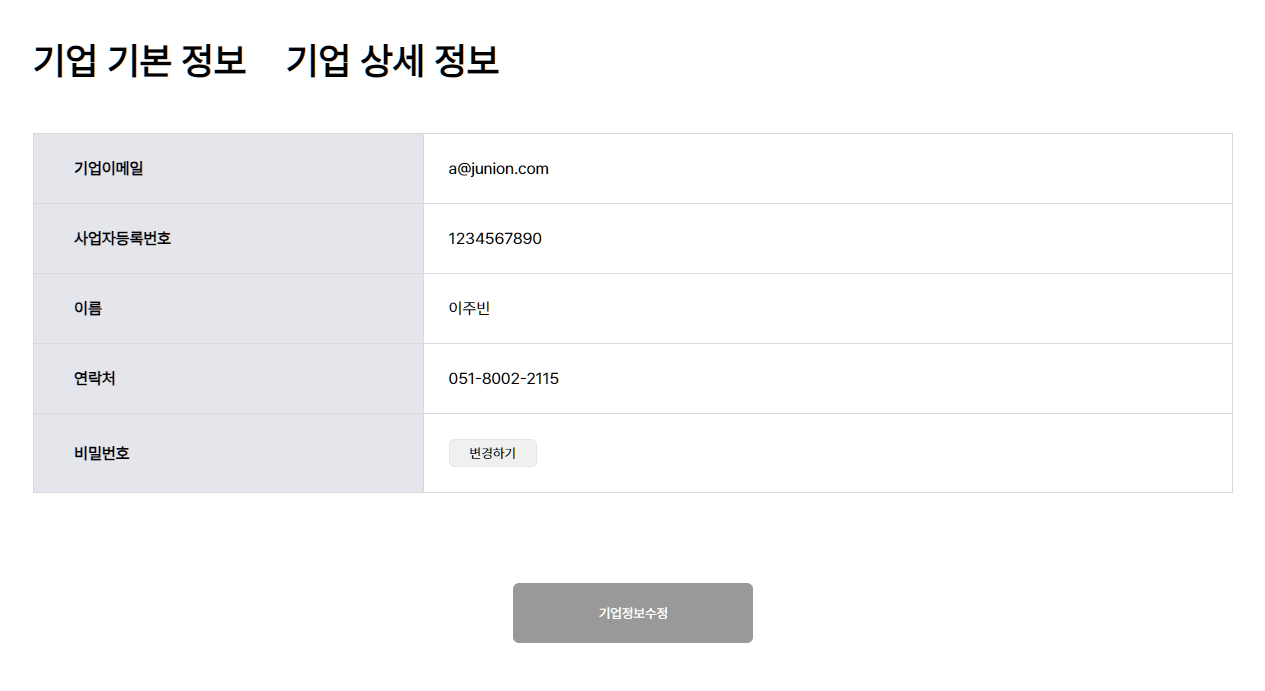 기업 기본 정보 기업 상세 정보
기업이메일 a@junion.com
사업자등록번호 1234567890
이름 이주빈
연락처 051-8002-2115
비밀번호 변경하기
기업정보수정